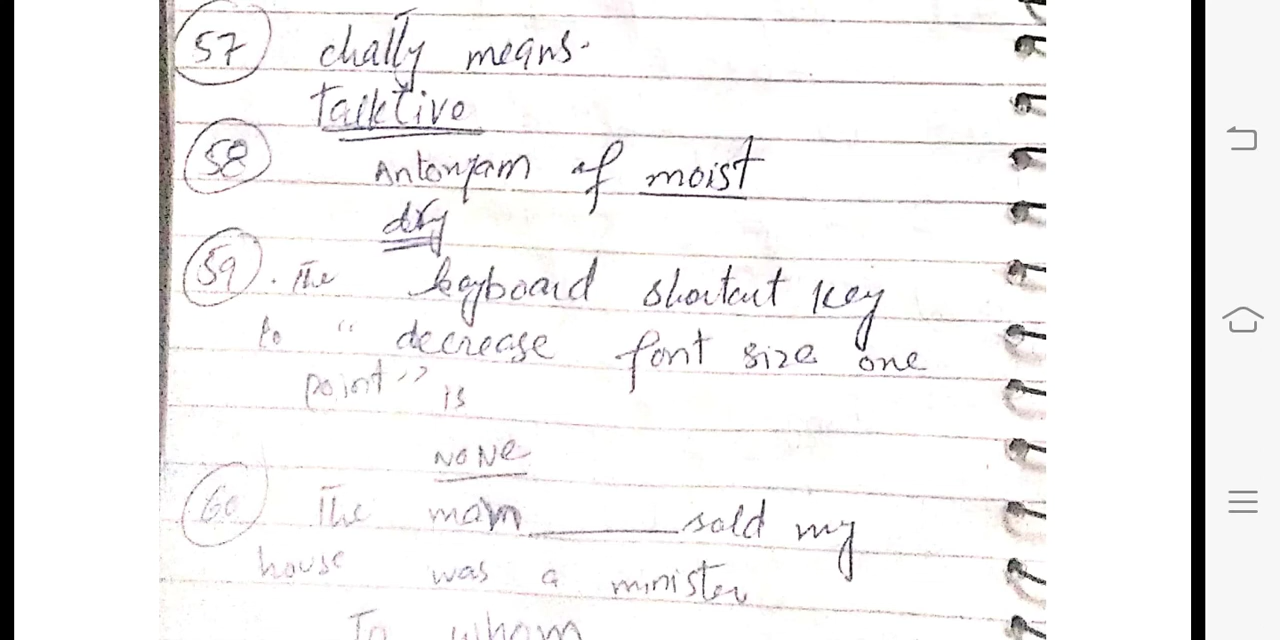 57 chatty means.
Talktive
58 Antonyam of moist
dry
59. The keyboard shortcut key
to "decrease font size one
point" is
NONE
60 The man ______ sold my
house was a minister
To whom